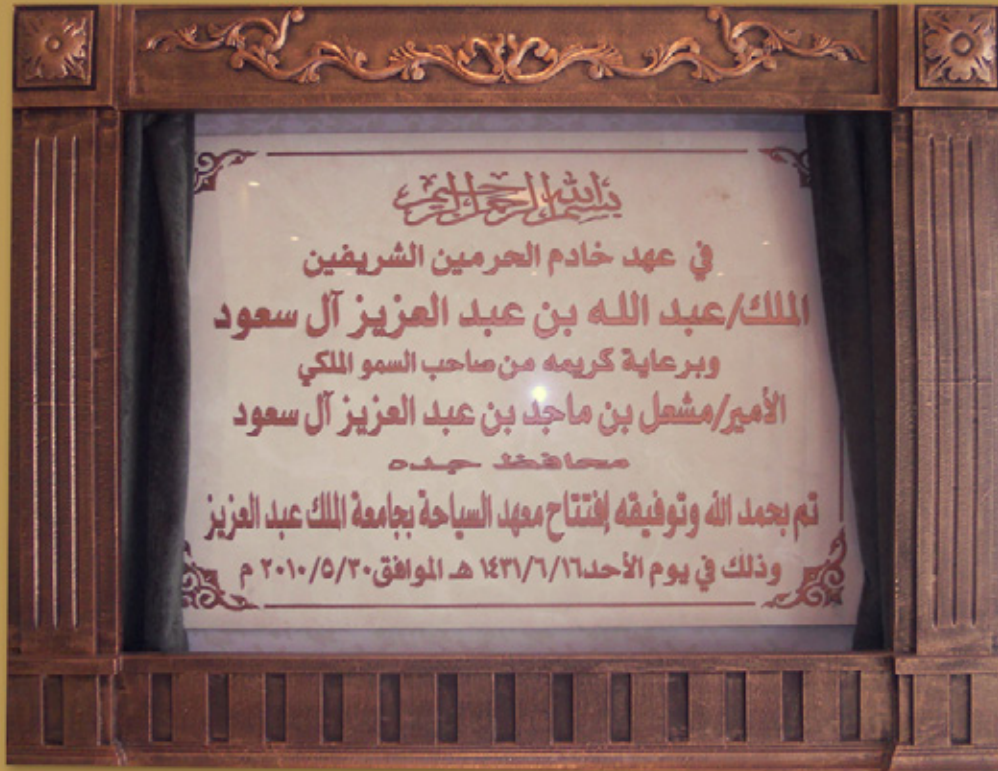 بسم الله الرحمن الرحيم
في عهد خادم الحرمين الشريفين
الملك/عبد الله بن عبد العزيز آل سعود
وبرعاية كريمه من صاحب السمو الملكي
الأمير/مشعل بن ماجد بن عبد العزيز آل سعود
محافظ جده
تم بحمد الله وتوفيقه إفتتاح معهد السياحة بجامعة الملك عبد العزيز
وذلك في يوم الأحد١٤٣١/٦/١٦ هـ الموافق٢٠١٠/٥/٣٠ م